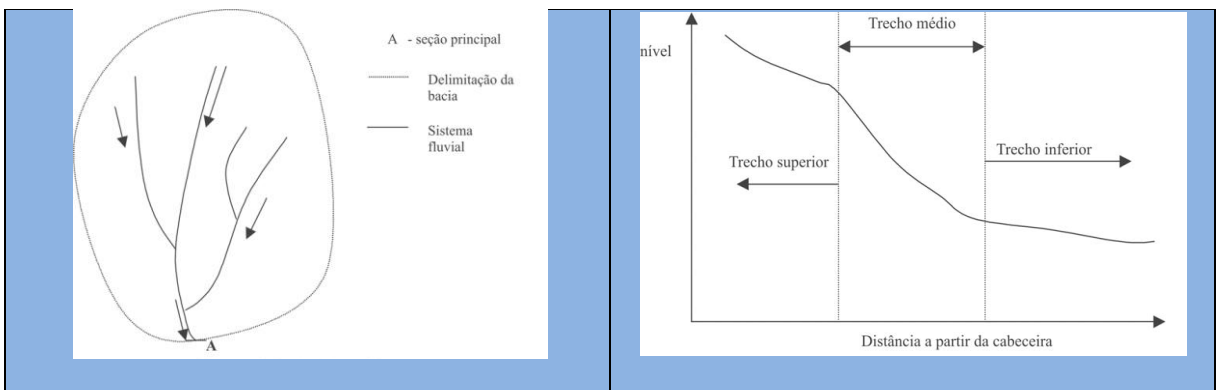 A - seção principal
Delimitação da
bacia
Sistema
fluvial
A
nível
Trecho médio
Trecho superior
Trecho inferior
Distância a partir da cabeceira